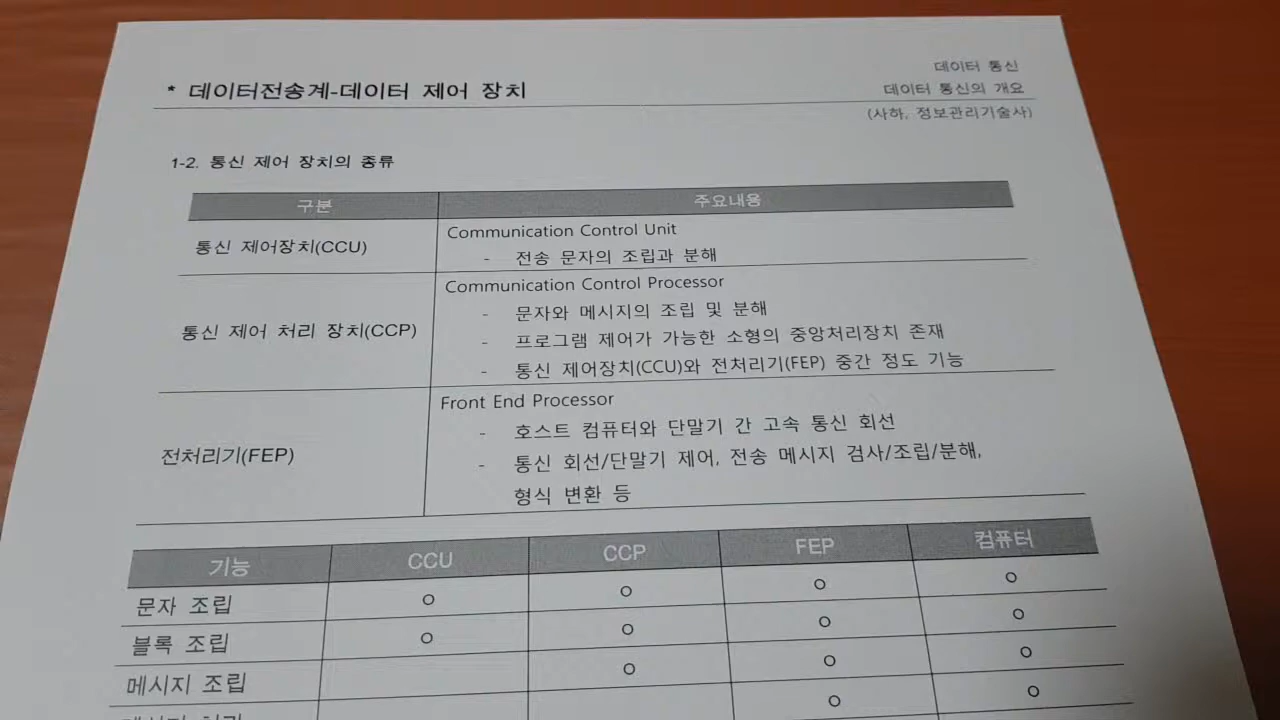 데이터 통신
* 데이터전송계-데이터 제어 장치
데이터 통신의 개요
(사하, 정보관리기술사)
1-2. 통신 제어 장치의 종류
구분 주요내용
통신 제어장치(CCU)
Communication Control Unit
- 전송 문자의 조립과 분해
통신 제어 처리 장치(CCP)
Communication Control Processor
- 문자와 메시지의 조립 및 분해
- 프로그램 제어가 가능한 소형의 중앙처리장치 존재
- 통신 제어장치(CCU)와 전처리기(FEP) 중간 정도 기능
전처리기(FEP)
Front End Processor
- 호스트 컴퓨터와 단말기 간 고속 통신 회선
- 통신 회선/단말기 제어, 전송 메시지 검사/조립/분해,
형식 변환 등
기능 CCU CCP FEP 컴퓨터
문자 조립 ○ ○ ○ ○
블록 조립 ○ ○ ○ ○
메시지 조립 ○ ○ ○
○ ○